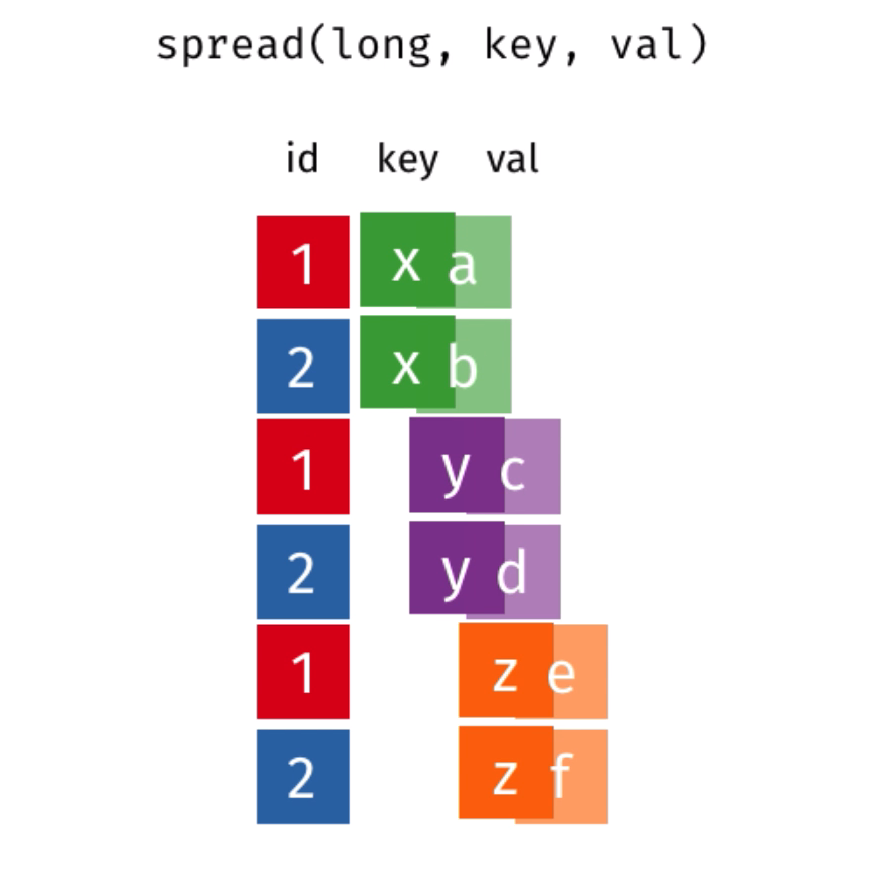 spread(long, key, val)
id key val
1 x a
2 x b
1 y c
2 y d
1 z e
2 z f